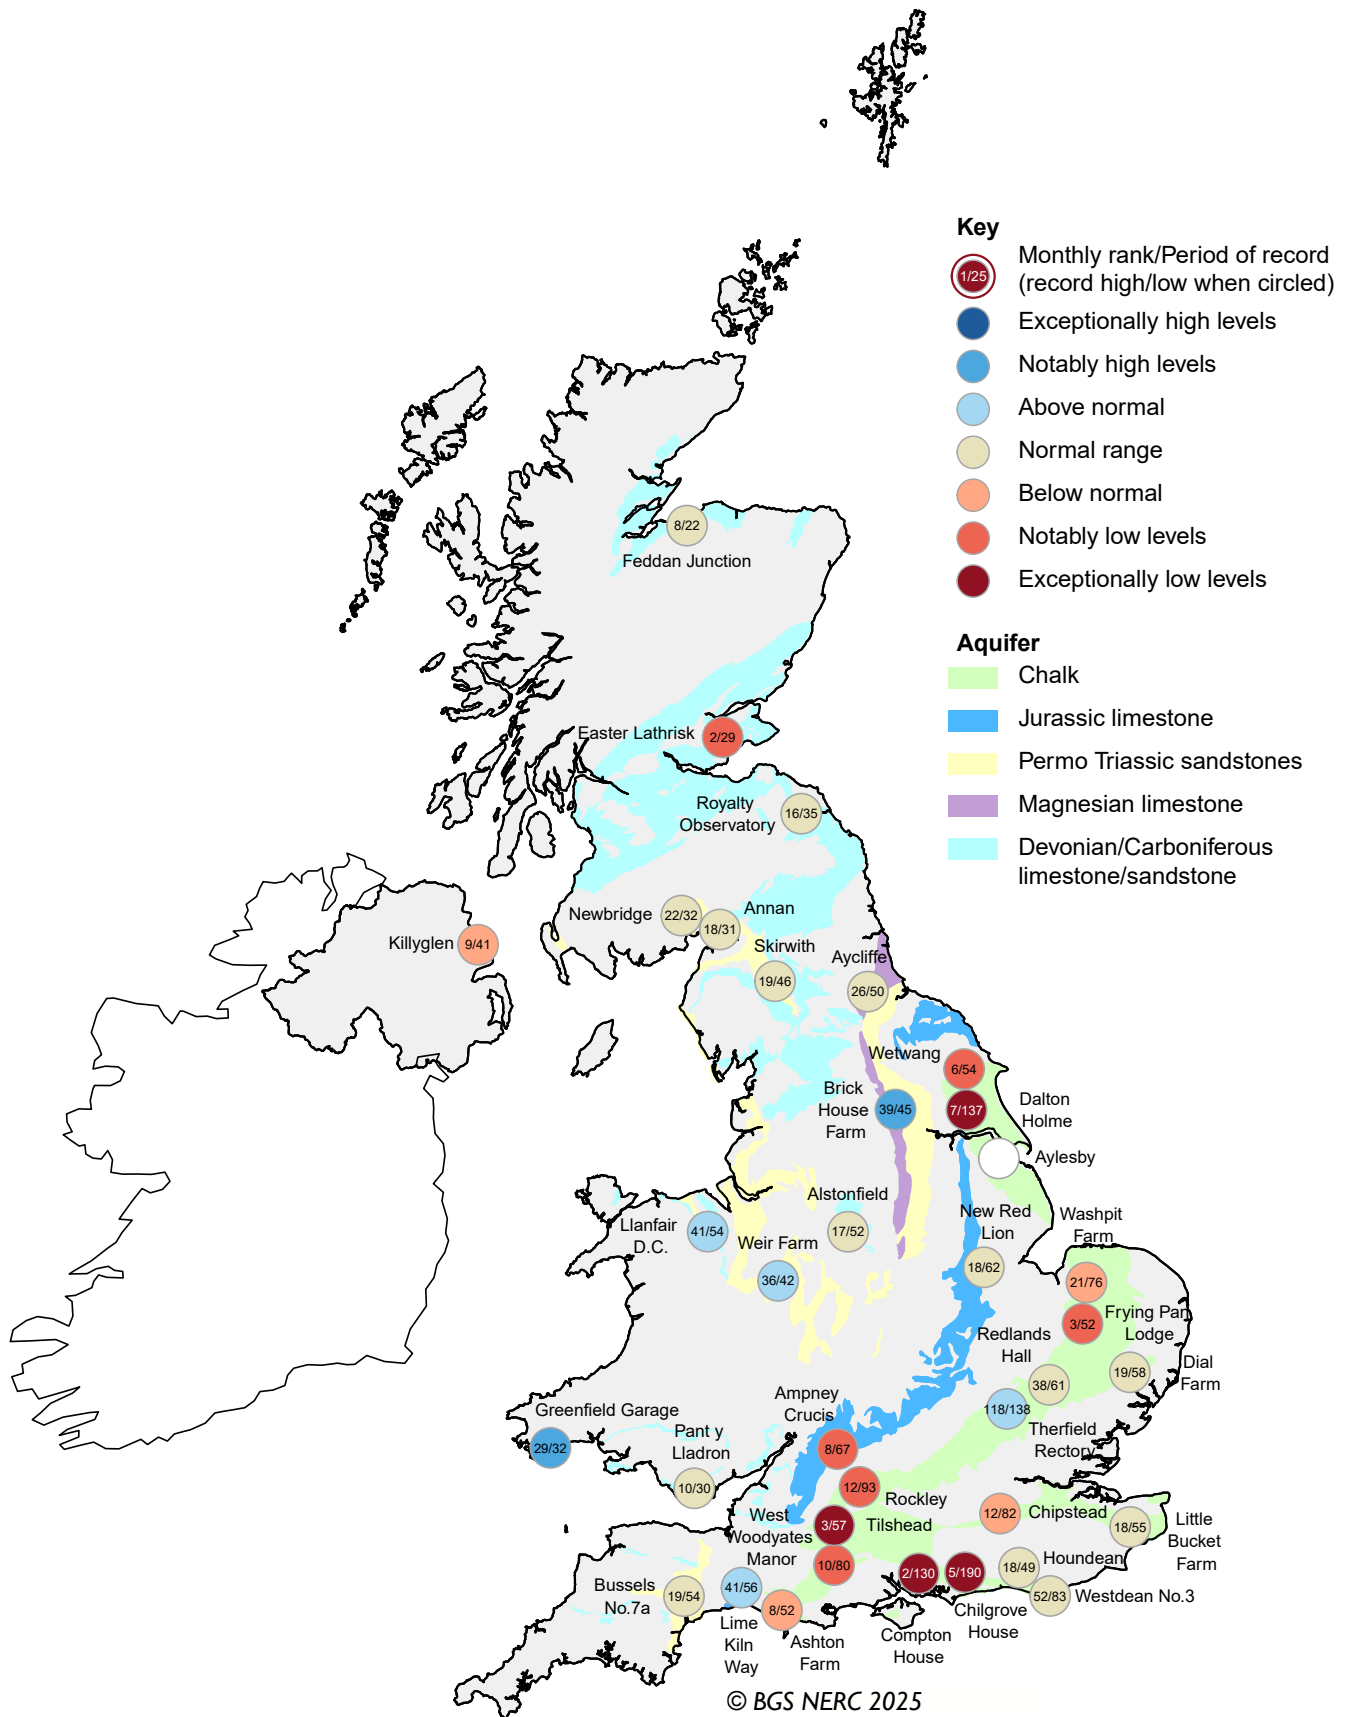 Key
1/25
Monthly rank/Period of record
(record high/low when circled)
Exceptionally high levels
Notably high levels
Above normal
Normal range
Below normal
Notably low levels
Exceptionally low levels
Aquifer
Chalk
Jurassic limestone
Permo Triassic sandstones
Magnesian limestone
Devonian/Carboniferous
limestone/sandstone
8/22
Feddan Junction
Easter Lathrisk
2/29
Royalty
Observatory
16/35
Newbridge
22/32
18/31
Annan
Killyglen
9/41
Skirwith
19/46
Aycliffe
26/50
Wetwang
6/54
Brick
House
Farm
39/45
7/137
Dalton
Holme
Aylesby
Alstonfield
17/52
Llanfair
D.C.
41/54
Weir Farm
36/42
New Red
Lion
18/62
Washpit
Farm
21/76
Frying Pan
Lodge
3/52
Redlands
Hall
38/61
19/58
Dial
Farm
118/138
Therfield
Rectory
Ampney
Crucis
8/67
Greenfield Garage
29/32
Pant y
Lladron
10/30
12/93
Rockley
West
Woodyates
Manor
3/57
Tilshead
10/80
12/82
Chipstead
18/55
Little
Bucket
Farm
Bussels
No.7a
19/54
41/56
Lime
Kiln
Way
8/52
Ashton
Farm
2/130
Compton
House
5/190
Chilgrove
House
18/49
Houndean
52/83
Westdean No.3
© BGS NERC 2025